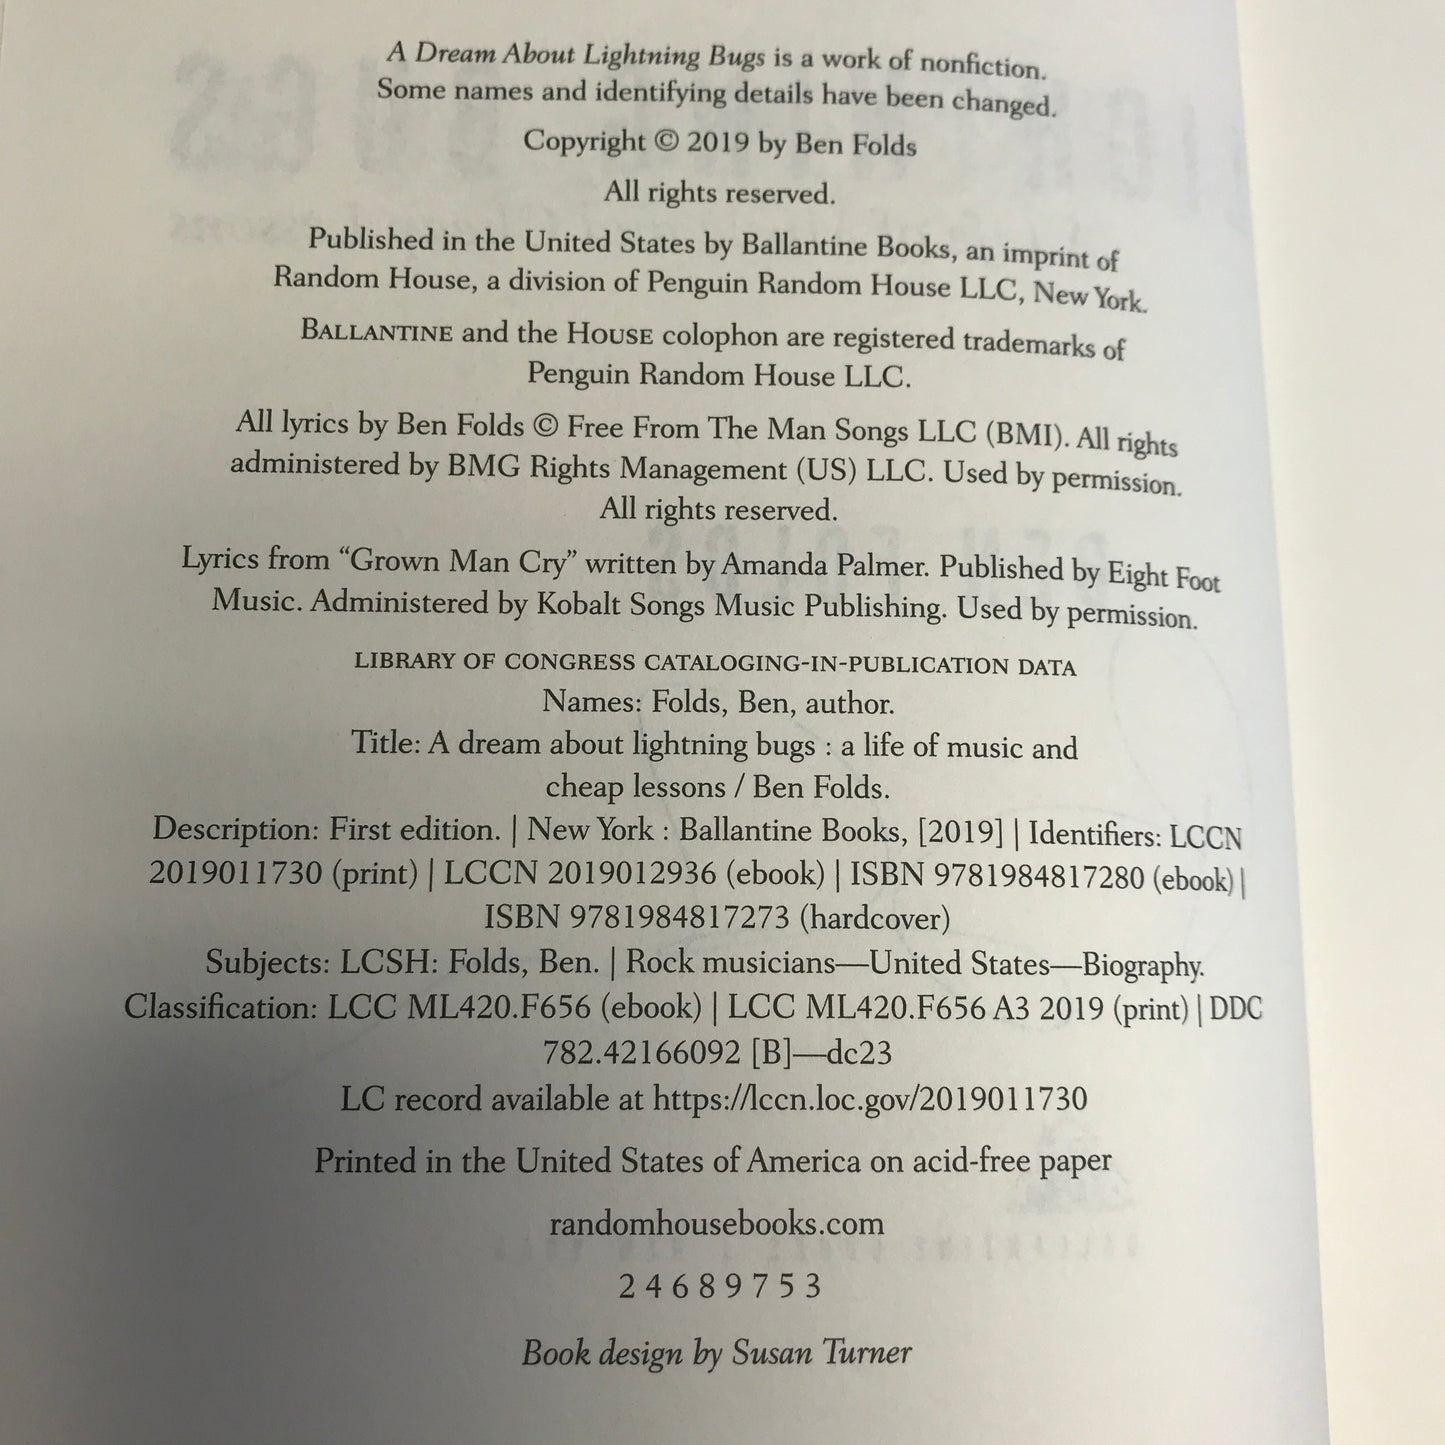 A Dream About Lightning Bugs is a work of nonfiction.
Some names and identifying details have been changed.
Copyright © 2019 by Ben Folds
All rights reserved.
Published in the United States by Ballantine Books, an imprint of
Random House, a division of Penguin Random House LLC, New York.
BALLANTINE and the HOUSE colophon are registered trademarks of
Penguin Random House LLC.
All lyrics by Ben Folds © Free From The Man Songs LLC (BMI). All rights
administered by BMG Rights Management (US) LLC. Used by permission.
All rights reserved.
Lyrics from “Grown Man Cry” written by Amanda Palmer. Published by Eight Foot
Music. Administered by Kobalt Songs Music Publishing. Used by permission.
LIBRARY OF CONGRESS CATALOGING-IN-PUBLICATION DATA
Names: Folds, Ben, author.
Title: A dream about lightning bugs : a life of music and
cheap lessons / Ben Folds.
Description: First edition. | New York : Ballantine Books, [2019] | Identifiers: LCCN
2019011730 (print) | LCCN 2019012936 (ebook) | ISBN 9781984817280 (ebook) |
ISBN 9781984817273 (hardcover)
Subjects: LCSH: Folds, Ben. | Rock musicians—United States—Biography.
Classification: LCC ML420.F656 (ebook) | LCC ML420.F656 A3 2019 (print) | DDC
782.42166092 [B]—dc23
LC record available at https://lccn.loc.gov/2019011730
Printed in the United States of America on acid-free paper
randomhousebooks.com
2 4 6 8 9 7 5 3
Book design by Susan Turner